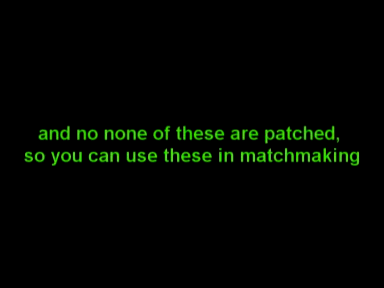 and no none of these are patched,
so you can use these in matchmaking